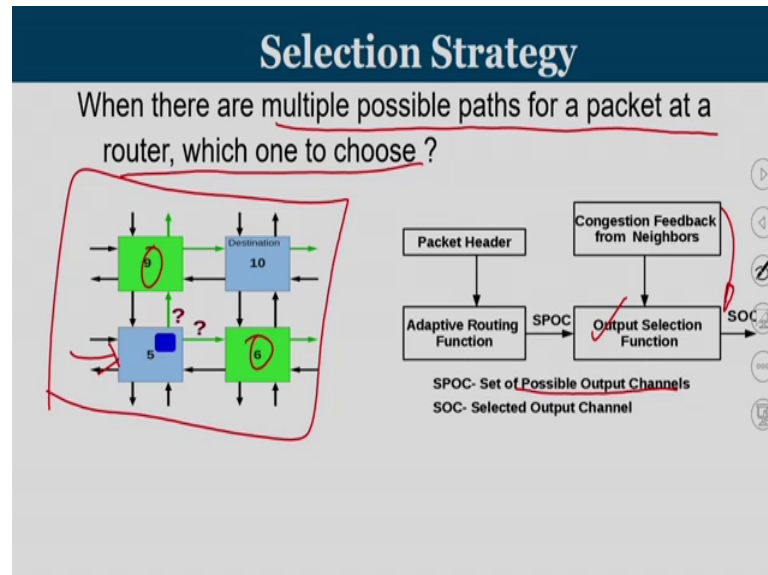 Selection Strategy
When there are multiple possible paths for a packet at a
router, which one to choose ?
9
Destination
10
?
?
5
6
Packet Header
Congestion Feedback
from Neighbors
Adaptive Routing
Function
SPOC
Output Selection
Function
SOC
SPOC- Set of Possible Output Channels
SOC- Selected Output Channel